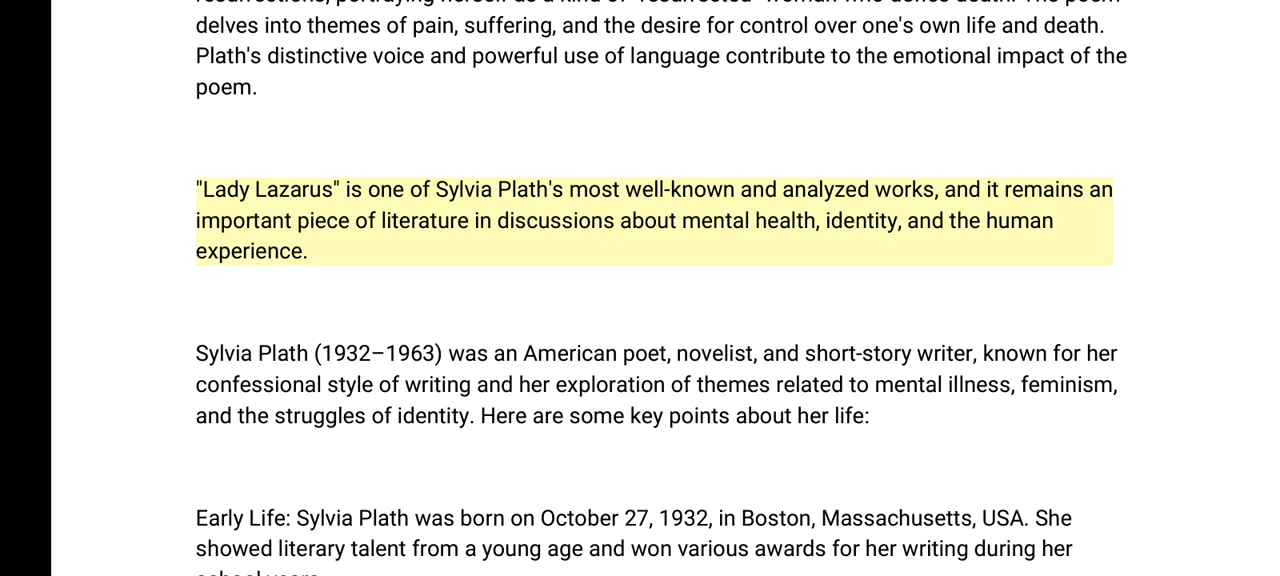 delves into themes of pain, suffering, and the desire for control over one's own life and death.
Plath's distinctive voice and powerful use of language contribute to the emotional impact of the
poem.
"Lady Lazarus" is one of Sylvia Plath's most well-known and analyzed works, and it remains an
important piece of literature in discussions about mental health, identity, and the human
experience.
Sylvia Plath (1932–1963) was an American poet, novelist, and short-story writer, known for her
confessional style of writing and her exploration of themes related to mental illness, feminism,
and the struggles of identity. Here are some key points about her life:
Early Life: Sylvia Plath was born on October 27, 1932, in Boston, Massachusetts, USA. She
showed literary talent from a young age and won various awards for her writing during her